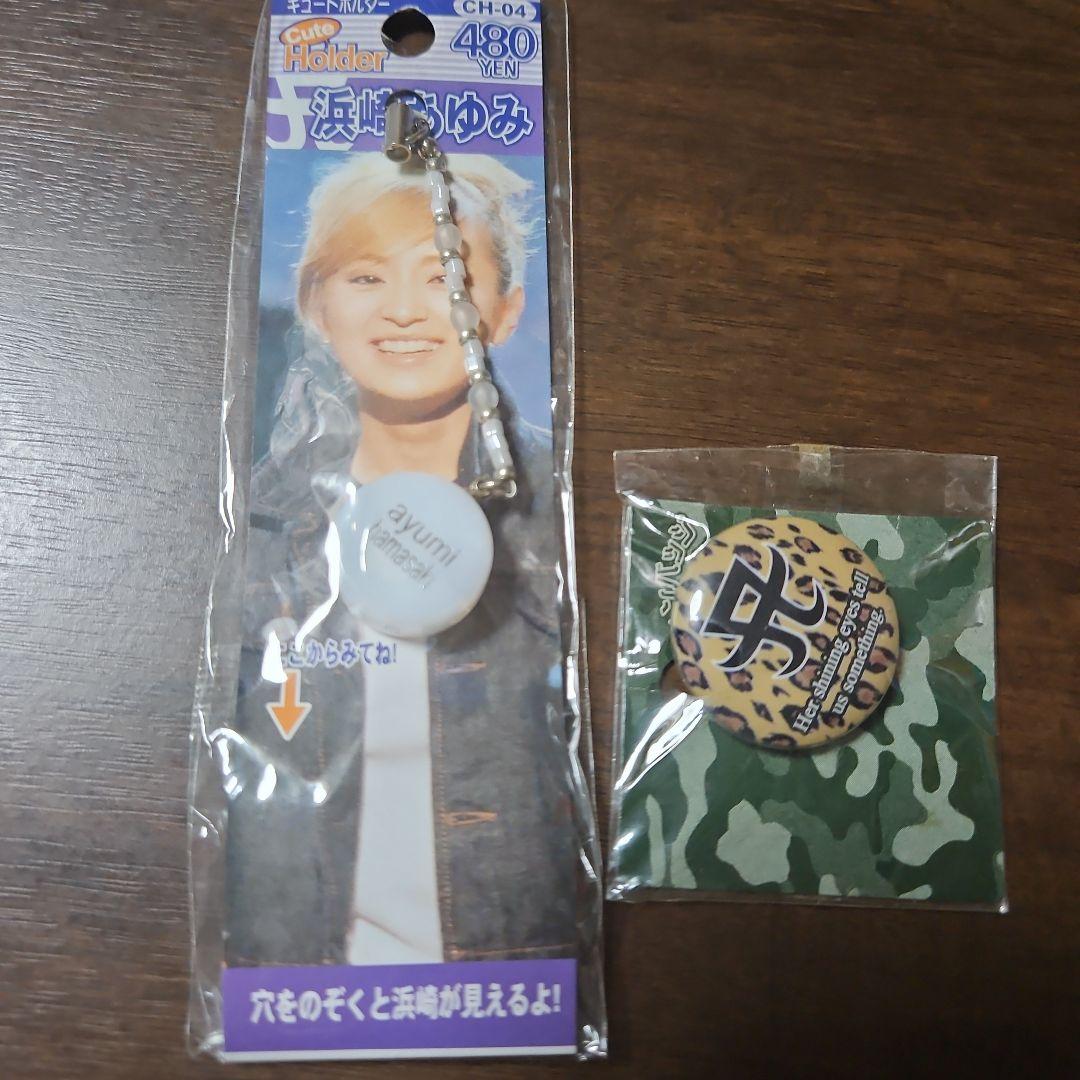 キュートホルダー
CH-04
Cute
Holder
480
YEN
浜崎あゆみ
ayumi
hamasaki
ここからみてね!
穴をのぞくと浜崎が見えるよ!
Her shining eyes tell
us something.